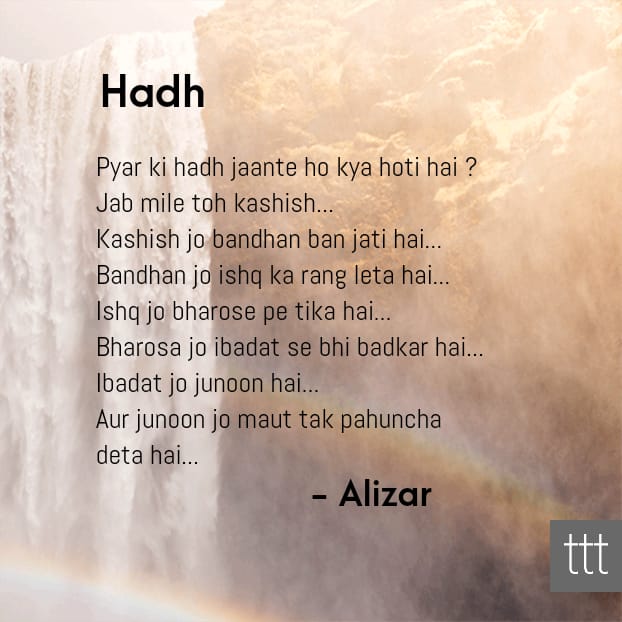 Hadh
Pyar ki hadh jaante ho kya hoti hai ?
Jab mile toh kashish...
Kashish jo bandhan ban jati hai...
Bandhan jo ishq ka rang leta hai...
Ishq jo bharose pe tika hai...
Bharosa jo ibadat se bhi badkar hai...
Ibadat jo junoon hai...
Aur junoon jo maut tak pahuncha
deta hai...
- Alizar
ttt